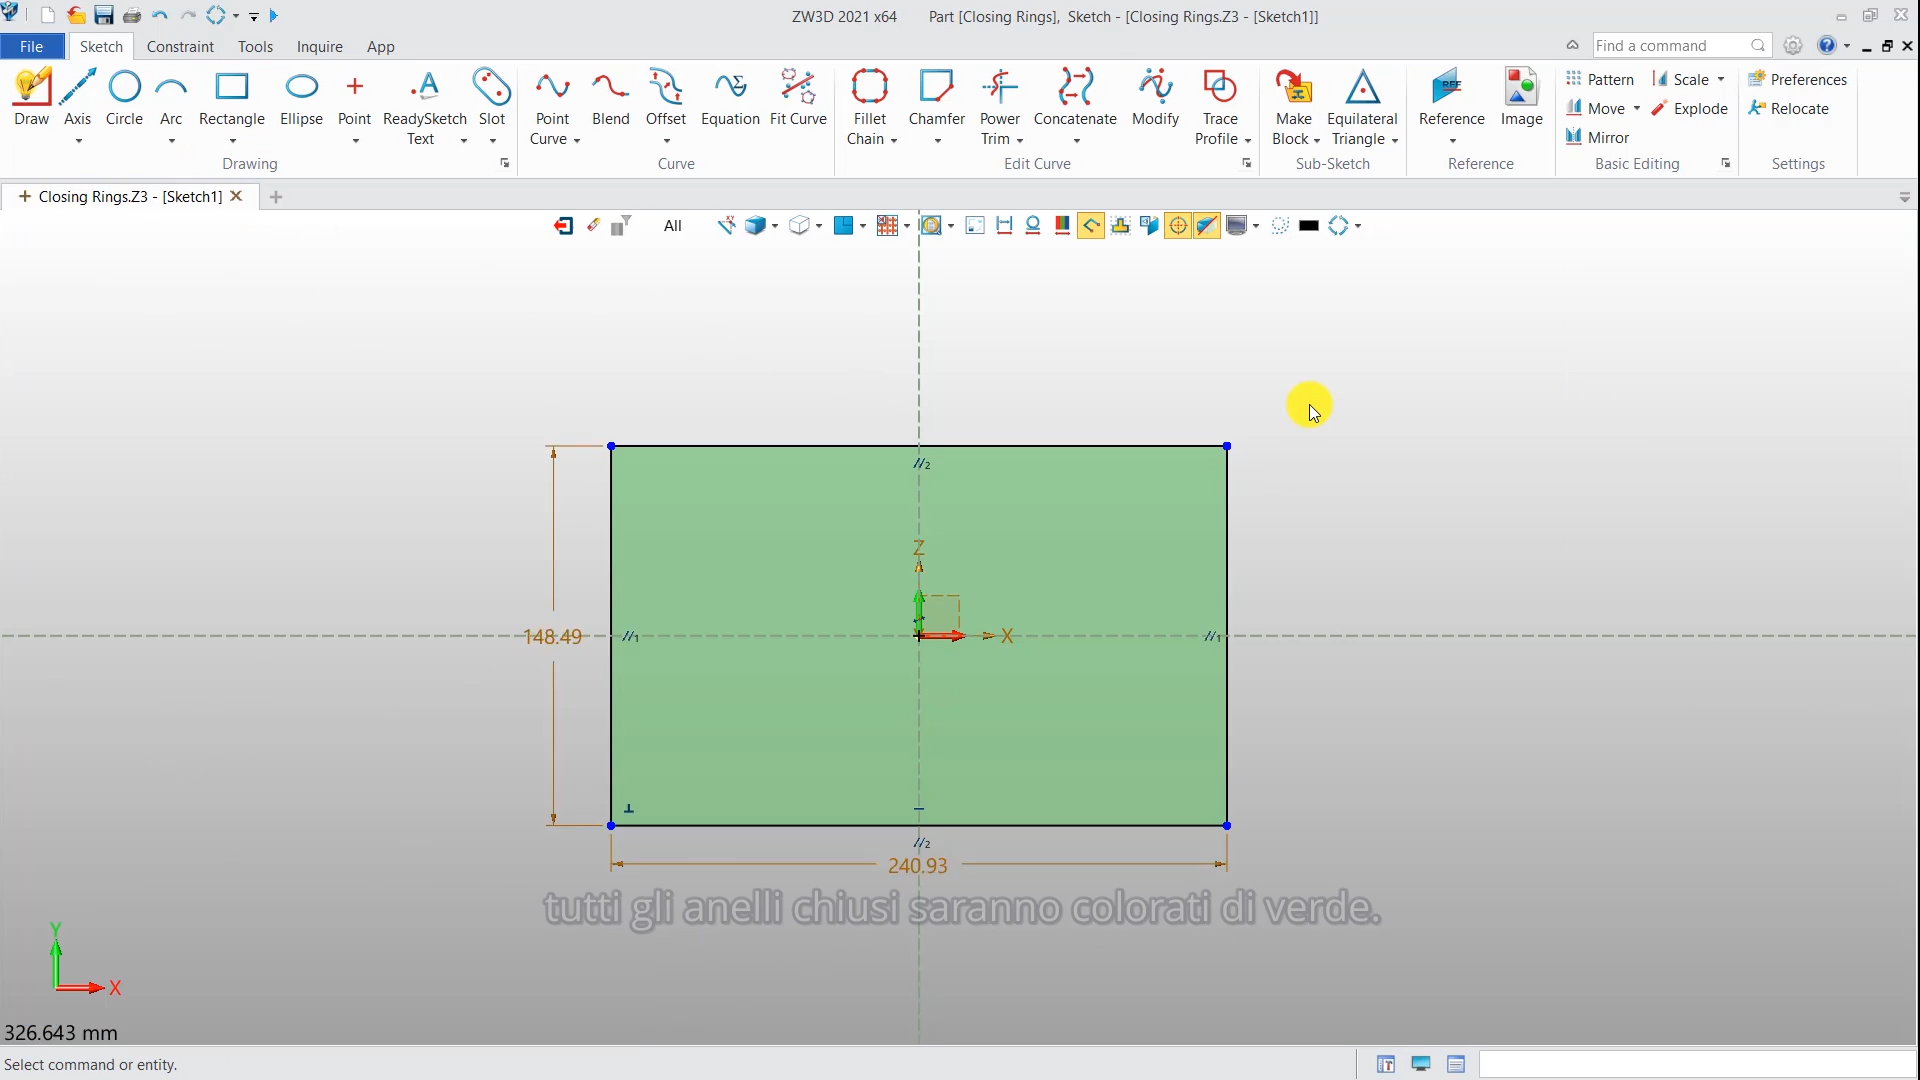 ZW3D 2021 x64 Part [Closing Rings], Sketch - [Closing Rings.Z3 - [Sketch1]]
File Sketch Constraint Tools Inquire App
Find a command
Draw Axis Circle Arc Rectangle Ellipse Point ReadySketch Text Slot
Drawing
Point Curve Blend Offset Equation Fit Curve
Curve
Fillet Chain Chamfer Power Trim Concatenate Modify Trace Profile
Edit Curve
Make Block Equilateral Triangle
Sub-Sketch
Reference Image
Reference
Pattern Scale
Move Explode
Mirror
Basic Editing
Preferences
Relocate
Settings
Closing Rings.Z3 - [Sketch1]
All
//2
Z
148.49
//1
X
//1
//2
240.93
tutti gli anelli chiusi saranno colorati di verde.
Y
X
326.643 mm
Select command or entity.